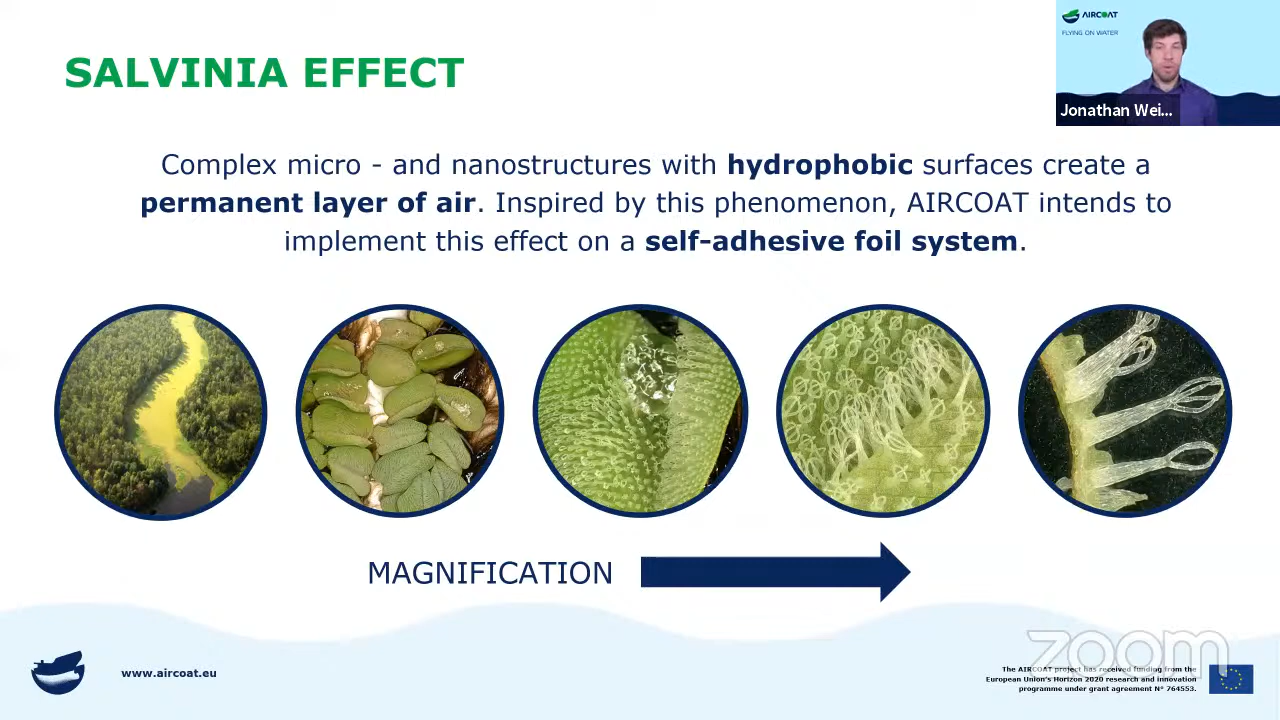 SALVINIA EFFECT
AIRCOAT
FLYING ON WATER
Jonathan Wei...
Complex micro - and nanostructures with hydrophobic surfaces create a
permanent layer of air. Inspired by this phenomenon, AIRCOAT intends to
implement this effect on a self-adhesive foil system.
MAGNIFICATION
www.aircoat.eu
zoom
The AIRCOAT project has received funding from the
European Union's Horizon 2020 research and innovation
programme under grant agreement N° 764553.